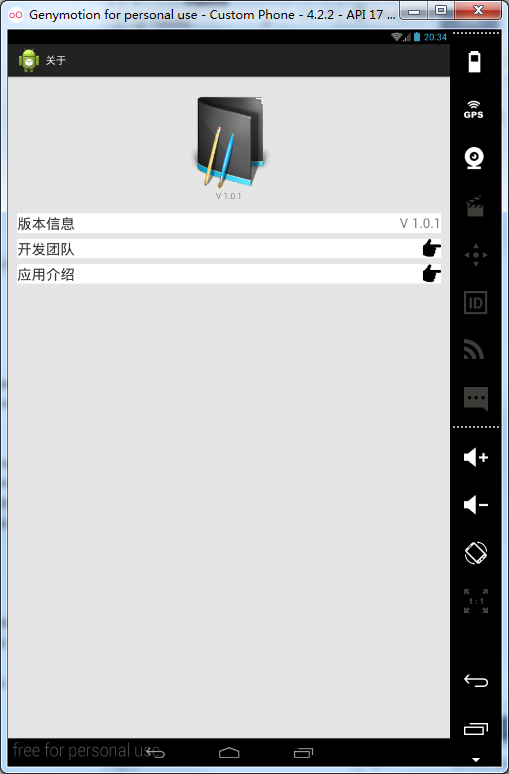 Genymotion for personal use - Custom Phone - 4.2.2 - API 17 ...
20:34
关于
GPS
V 1.0.1
版本信息 V 1.0.1
开发团队
应用介绍
ID
1:1
free for personal use